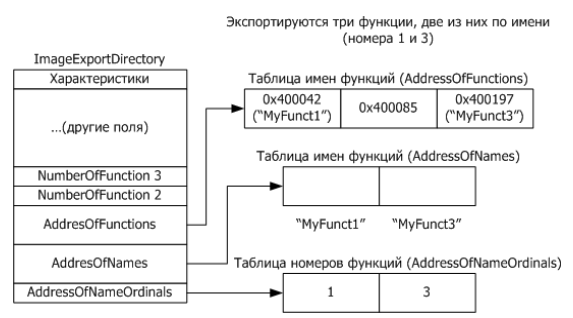 Экспортируются три функции, две из них по имени
(номера 1 и 3)
ImageExportDirectory
Характеристики
...(другие поля)
NumberOfFunction 3
NumberOfFunction 2
AddresOfFunctions
AddresOfNames
AddressOfNameOrdinals
Таблица имен функций (AddressOfFunctions)
0x400042
("MyFunct1")
0x400085
0x400197
("MyFunct3")
Таблица имен функций (AddressOfNames)
"MyFunct1"
"MyFunct3"
Таблица номеров функций (AddressOfNameOrdinals)
1
3